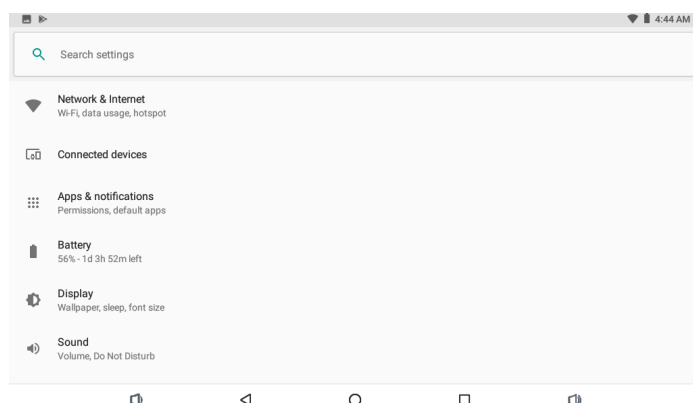 4:44 AM
Search settings
Network & Internet
Wi-Fi, data usage, hotspot
Connected devices
Apps & notifications
Permissions, default apps
Battery
56% - 1d 3h 52m left
Display
Wallpaper, sleep, font size
Sound
Volume, Do Not Disturb